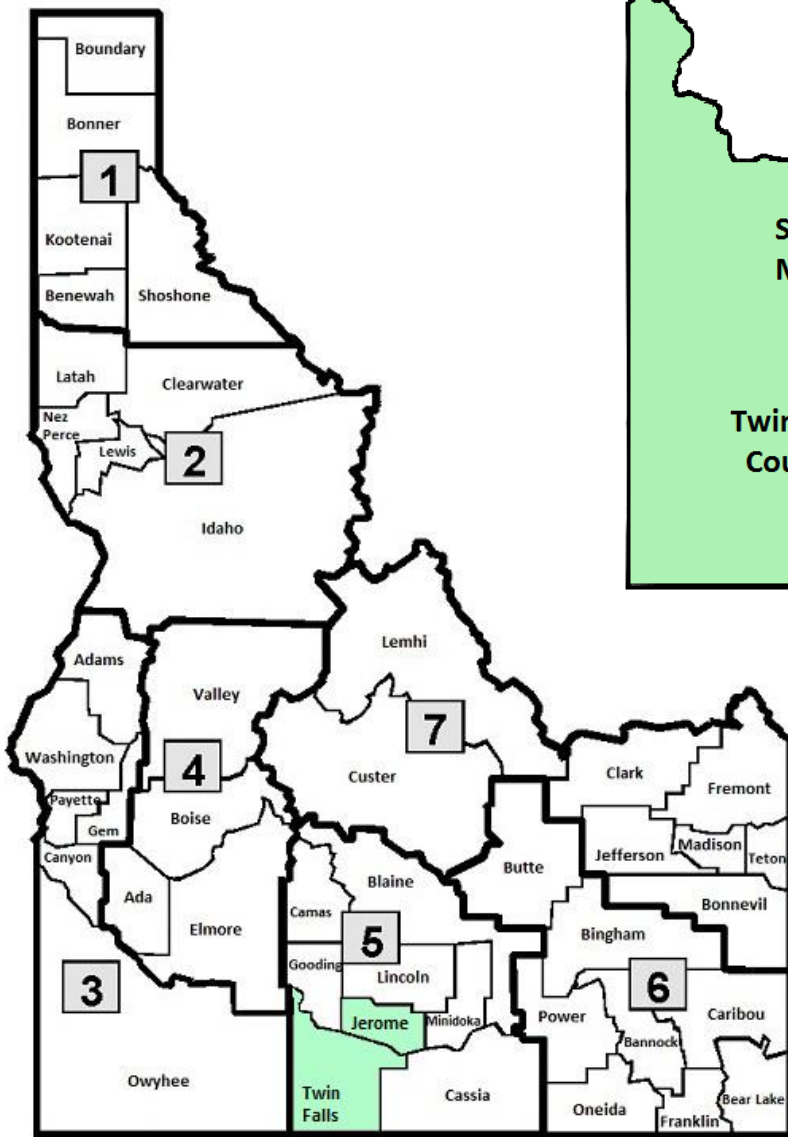 Boundary
Bonner
1
Kootenai
Benewah
Shoshone
Latah
Clearwater
Nez
Perce
Lewis
2
Idaho
Adams
Valley
Washington
4
Payette
Gem
Boise
Canyon
Ada
Elmore
3
Owyhee
Lemhi
7
Custer
Clark
Fremont
Butte
Jefferson
Madison
Teton
Bonnevil
Blaine
Camas
5
Gooding
Lincoln
Jerome
Minidoka
Twin
Falls
Cassia
Bingham
6
Power
Caribou
Bannock
Oneida
Franklin
Bear Lake
S
M
Twin
Cou